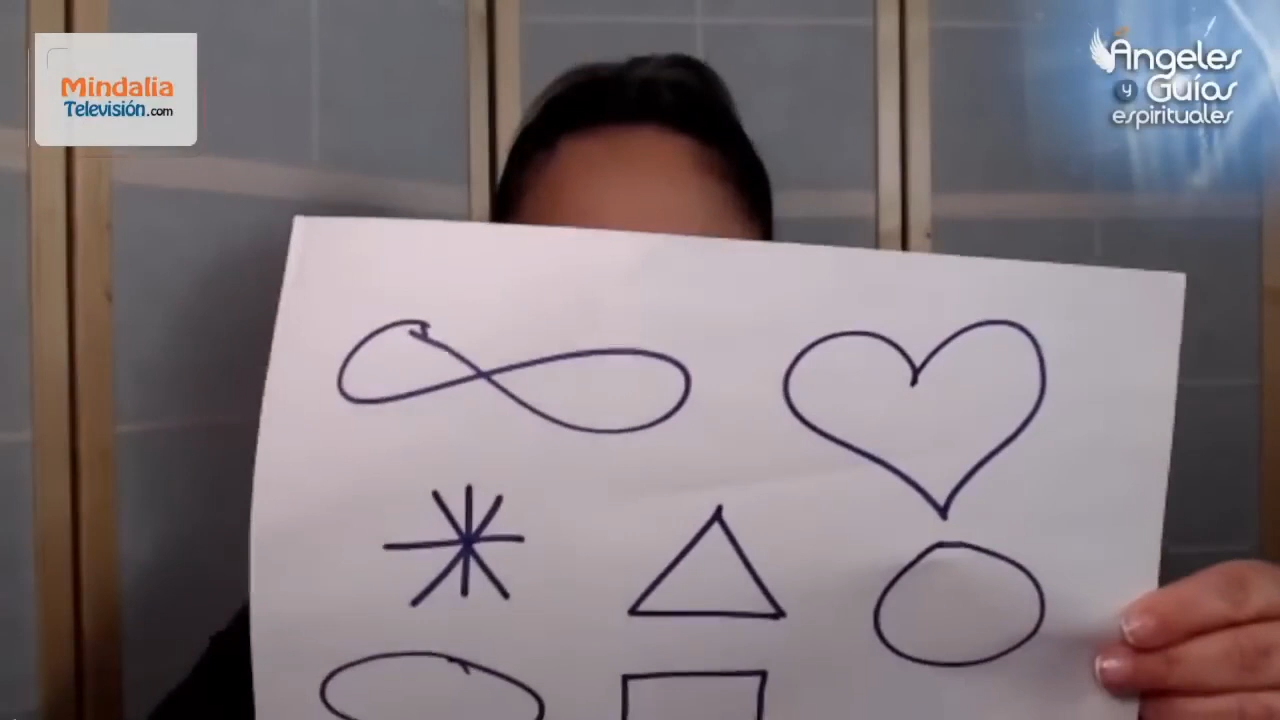 Mindalia
Televisión.com
Ángeles
y Guías
espirituales